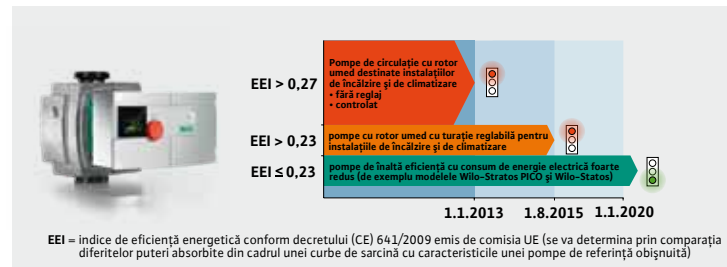 EEI > 0,27
Pompe de circulație cu rotor
umed destinate instalațiilor
de încălzire și de climatizare
• fără reglaj
• controlat
EEI > 0,23
pompe cu rotor umed cu turație reglabilă pentru
instalațiile de încălzire și de climatizare
EEI ≤ 0,23
pompe de înaltă eficiență cu consum de energie electrică foarte
redus (de exemplu modelele Wilo-Stratos PICO și Wilo-Statos)
1.1.2013 1.8.2015 1.1.2020
EEI = indice de eficiență energetică conform decretului (CE) 641/2009 emis de comisia UE (se va determina prin comparația
diferitelor puteri absorbite din cadrul unei curbe de sarcină cu caracteristicile unei pompe de referință obișnuită)